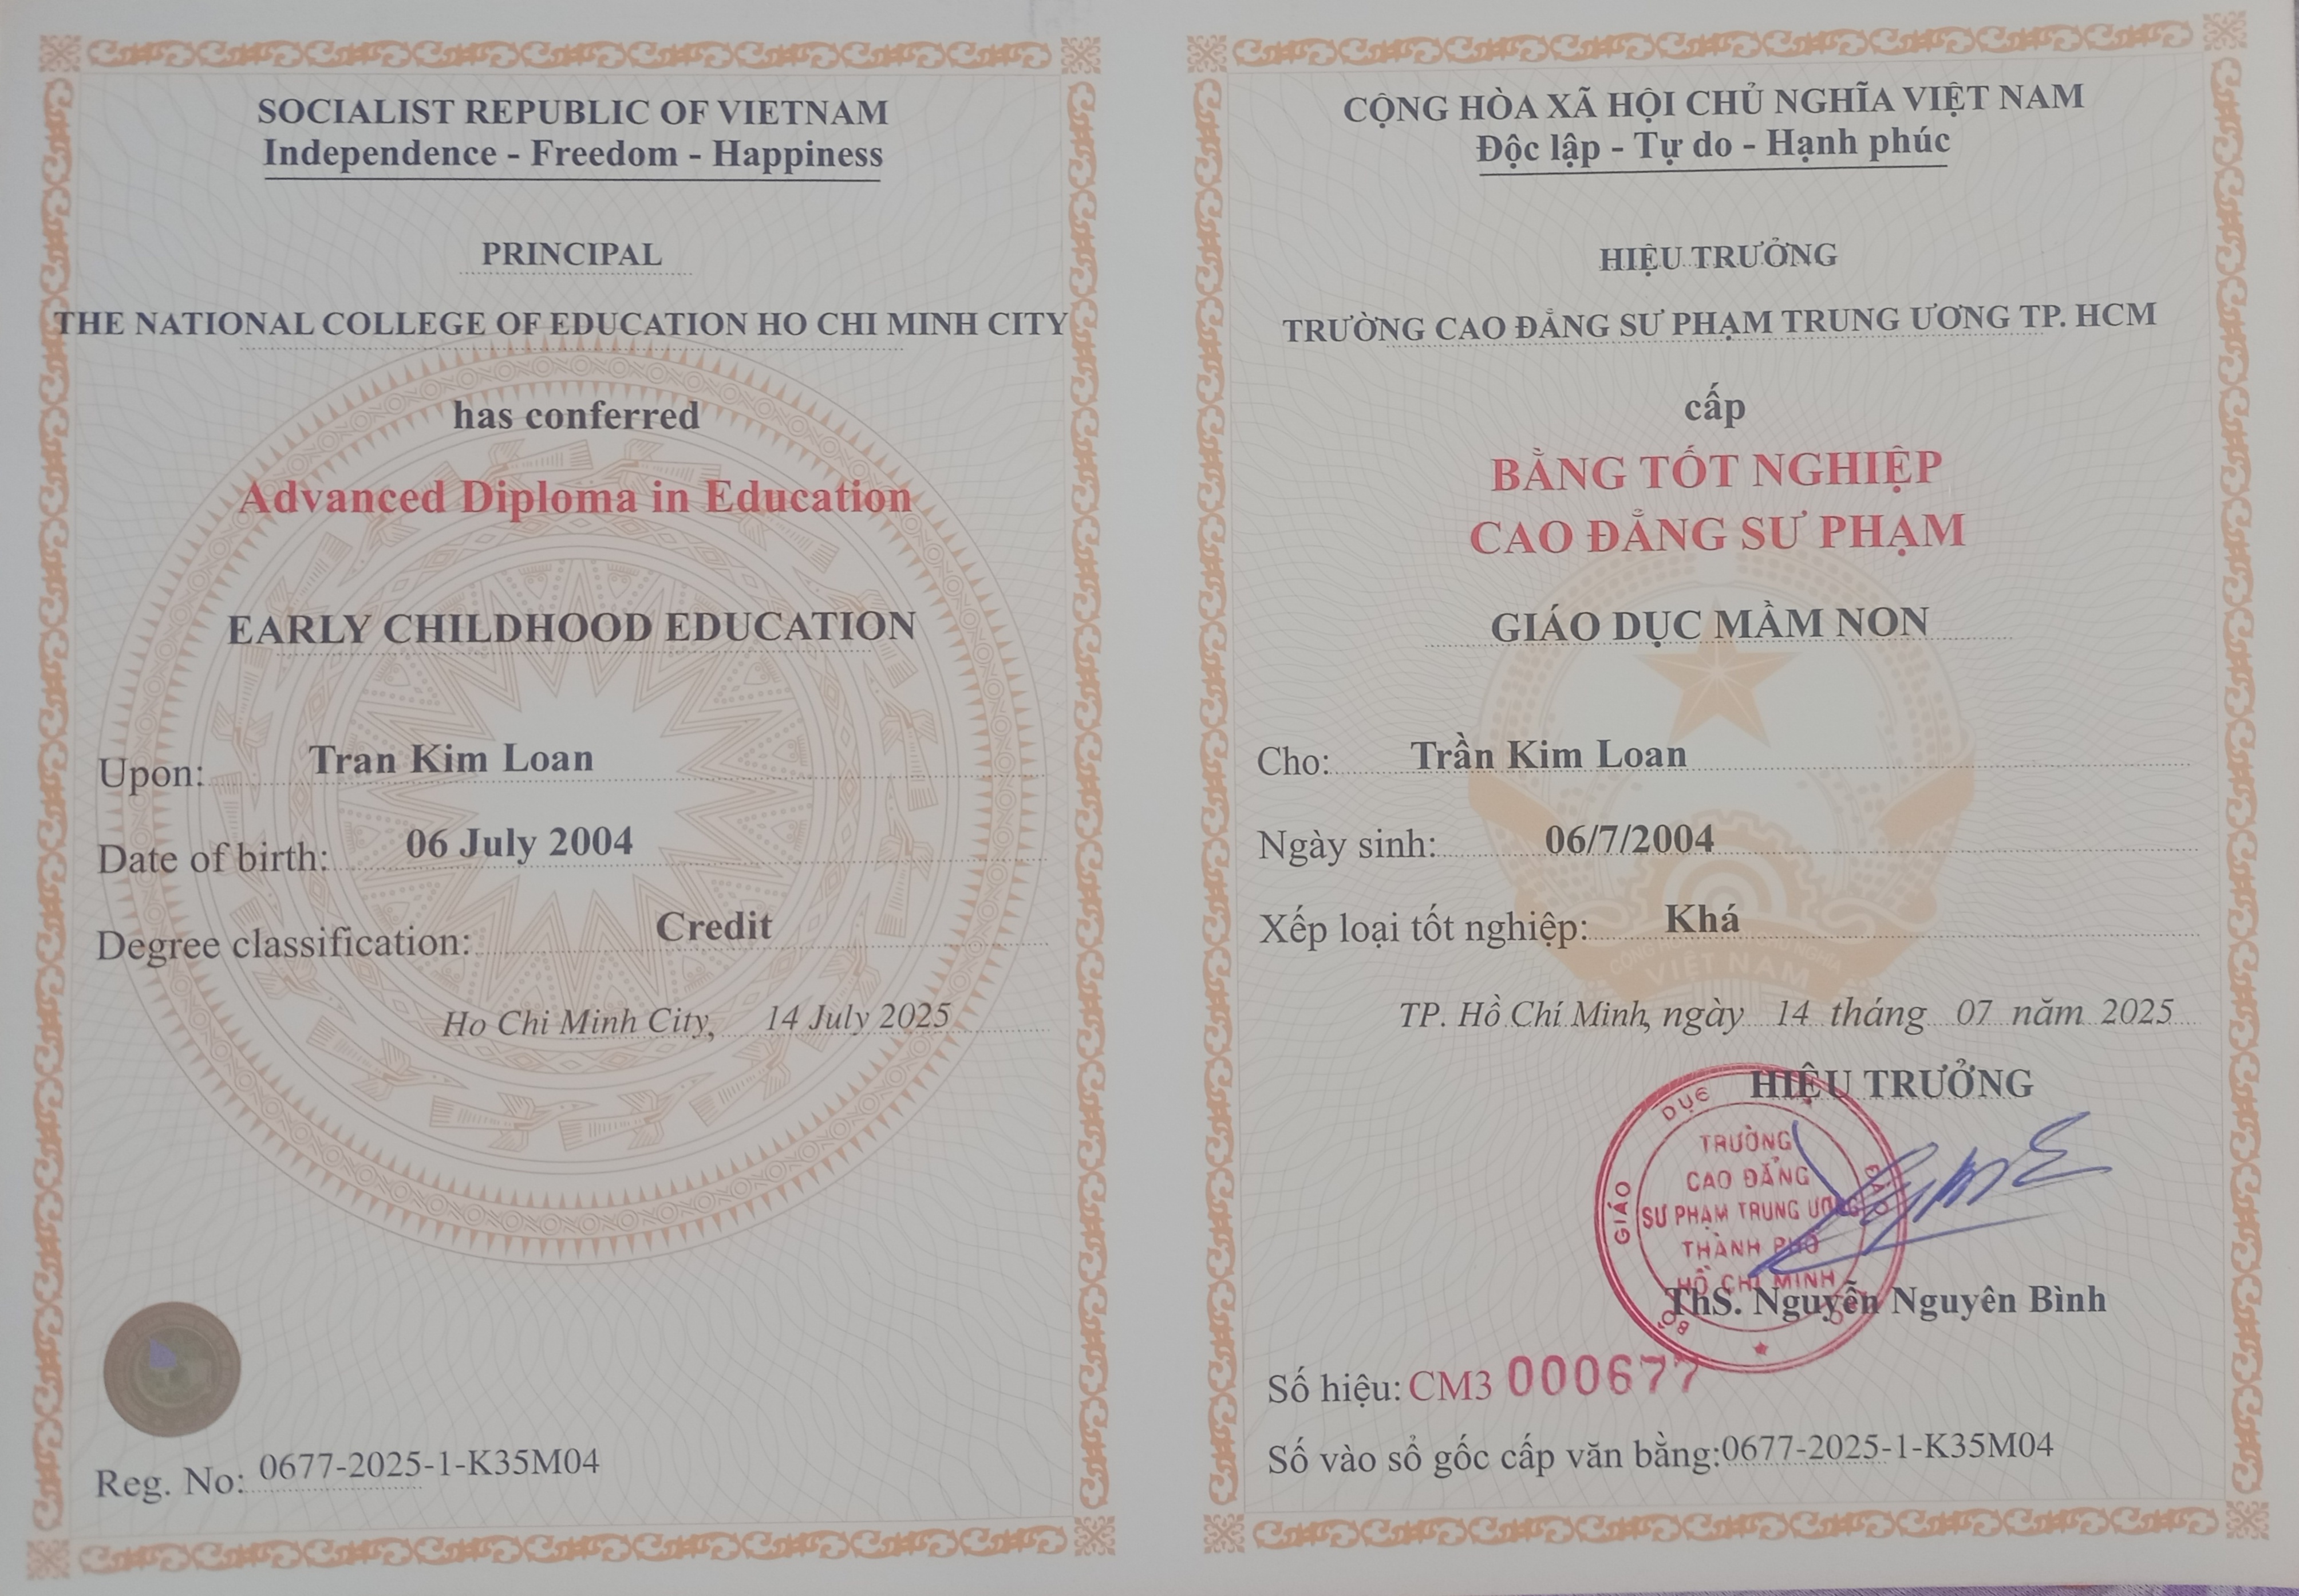 SOCIALIST REPUBLIC OF VIETNAM
Independence - Freedom - Happiness
PRINCIPAL
THE NATIONAL COLLEGE OF EDUCATION HO CHI MINH CITY
has conferred
Advanced Diploma in Education
EARLY CHILDHOOD EDUCATION
Upon: Tran Kim Loan
Date of birth: 06 July 2004
Degree classification: Credit
Ho Chi Minh City, 14 July 2025
Reg. No: 0677-2025-1-K35M04
CỘNG HÒA XÃ HỘI CHỦ NGHĨA VIỆT NAM
Độc lập - Tự do - Hạnh phúc
HIỆU TRƯỞNG
TRƯỜNG CAO ĐẲNG SƯ PHẠM TRUNG ƯƠNG TP. HCM
cấp
BẰNG TỐT NGHIỆP
CAO ĐẲNG SƯ PHẠM
GIÁO DỤC MẦM NON
Cho: Trần Kim Loan
Ngày sinh: 06/7/2004
Xếp loại tốt nghiệp: Khá
VIỆT NAM
TP. Hồ Chí Minh, ngày 14 tháng 07 năm 2025
HIỆU TRƯỞNG
BỘ GIÁO DỤC ĐÀO
TRƯỜNG
CAO ĐẲNG
SƯ PHẠM TRUNG ƯƠNG
THÀNH PHỐ
HỒ CHÍ MINH
ThS. Nguyễn Nguyên Bình
Số hiệu: CM3 000677
Số vào sổ gốc cấp văn bằng: 0677-2025-1-K35M04